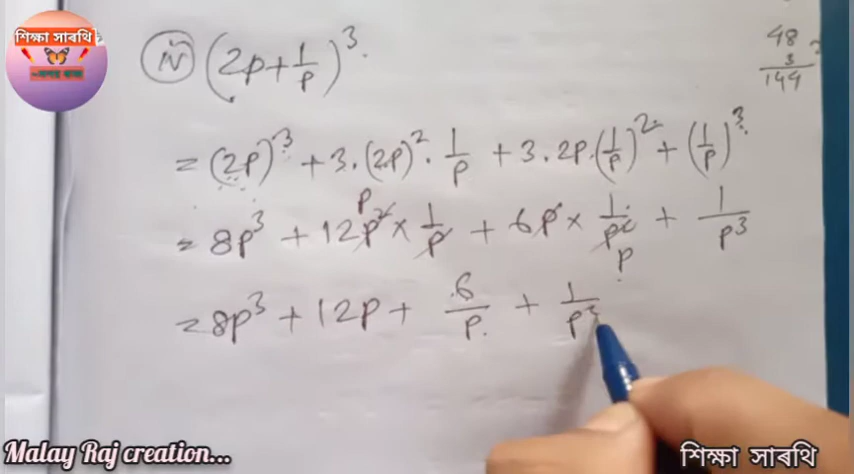 শিক্ষা সাৰথি
iv) (2p + 1/p)³
48
3
144
= (2p)³ + 3.(2p)² . 1/p + 3.2p.(1/p)² + (1/p)³
= 8p³ + 12p² × 1/p + 6p × 1/p² + 1/p³
= 8p³ + 12p + 6/p + 1/p³
Malay Raj creation...
শিক্ষা সাৰথি